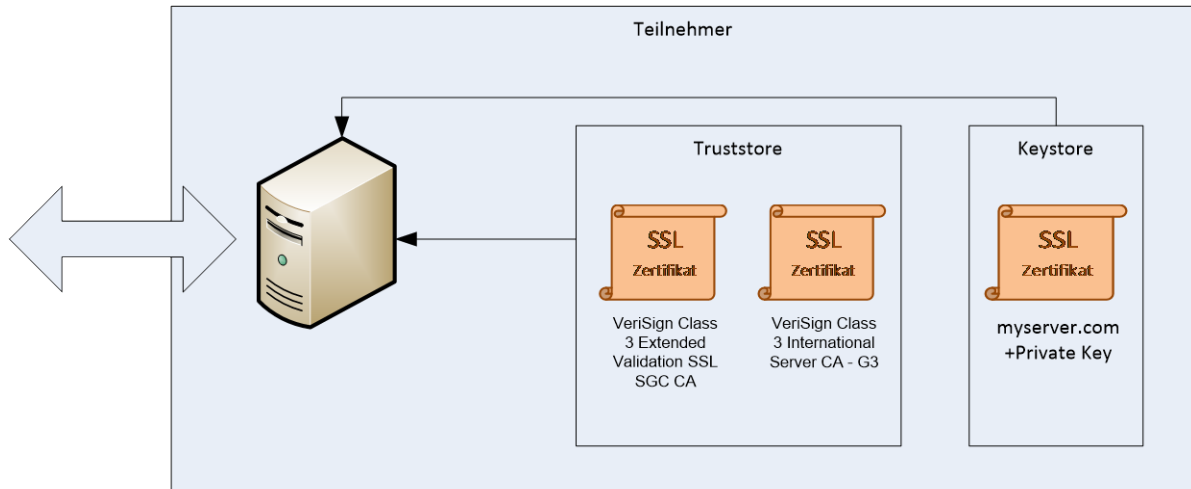 Teilnehmer
Truststore
Keystore
SSL
Zertifikat
SSL
Zertifikat
SSL
Zertifikat
VeriSign Class
3 Extended
Validation SSL
SGC CA
VeriSign Class
3 International
Server CA - G3
myserver.com
+Private Key